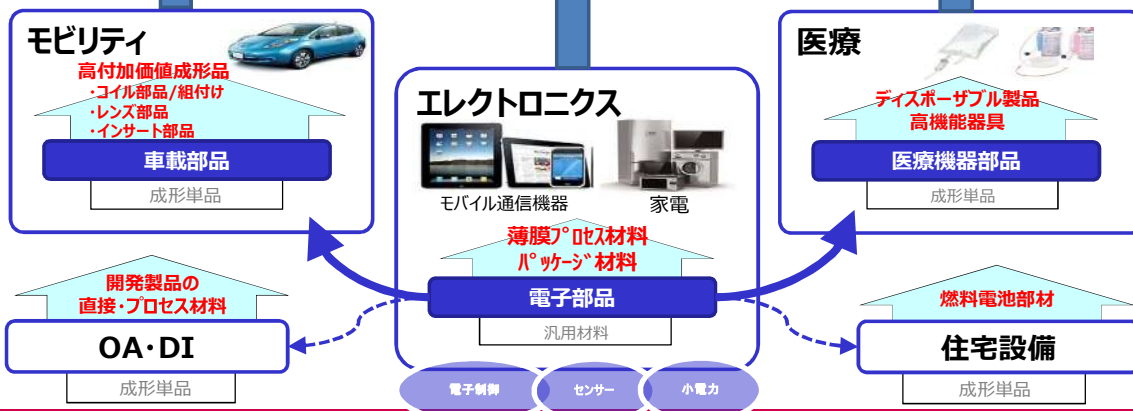 モビリティ
高付加価値成形品
・コイル部品/組付け
・レンズ部品
・インサート部品
車載部品
成形単品
エレクトロニクス
モバイル通信機器
家電
薄膜プロセス材料
パッケージ材料
電子部品
汎用材料
電子制御
センサー
小電力
医療
ディスポーザブル製品
高機能器具
医療機器部品
成形単品
開発製品の
直接・プロセス材料
OA・DI
成形単品
燃料電池部材
住宅設備
成形単品